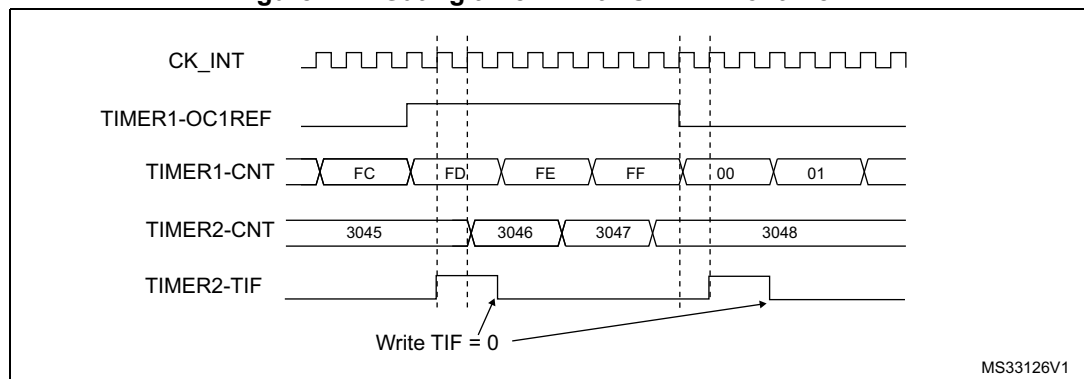 CK_INT
TIMER1-OC1REF
TIMER1-CNT FC FD FE FF 00 01
TIMER2-CNT 3045 3046 3047 3048
TIMER2-TIF
Write TIF = 0
MS33126V1